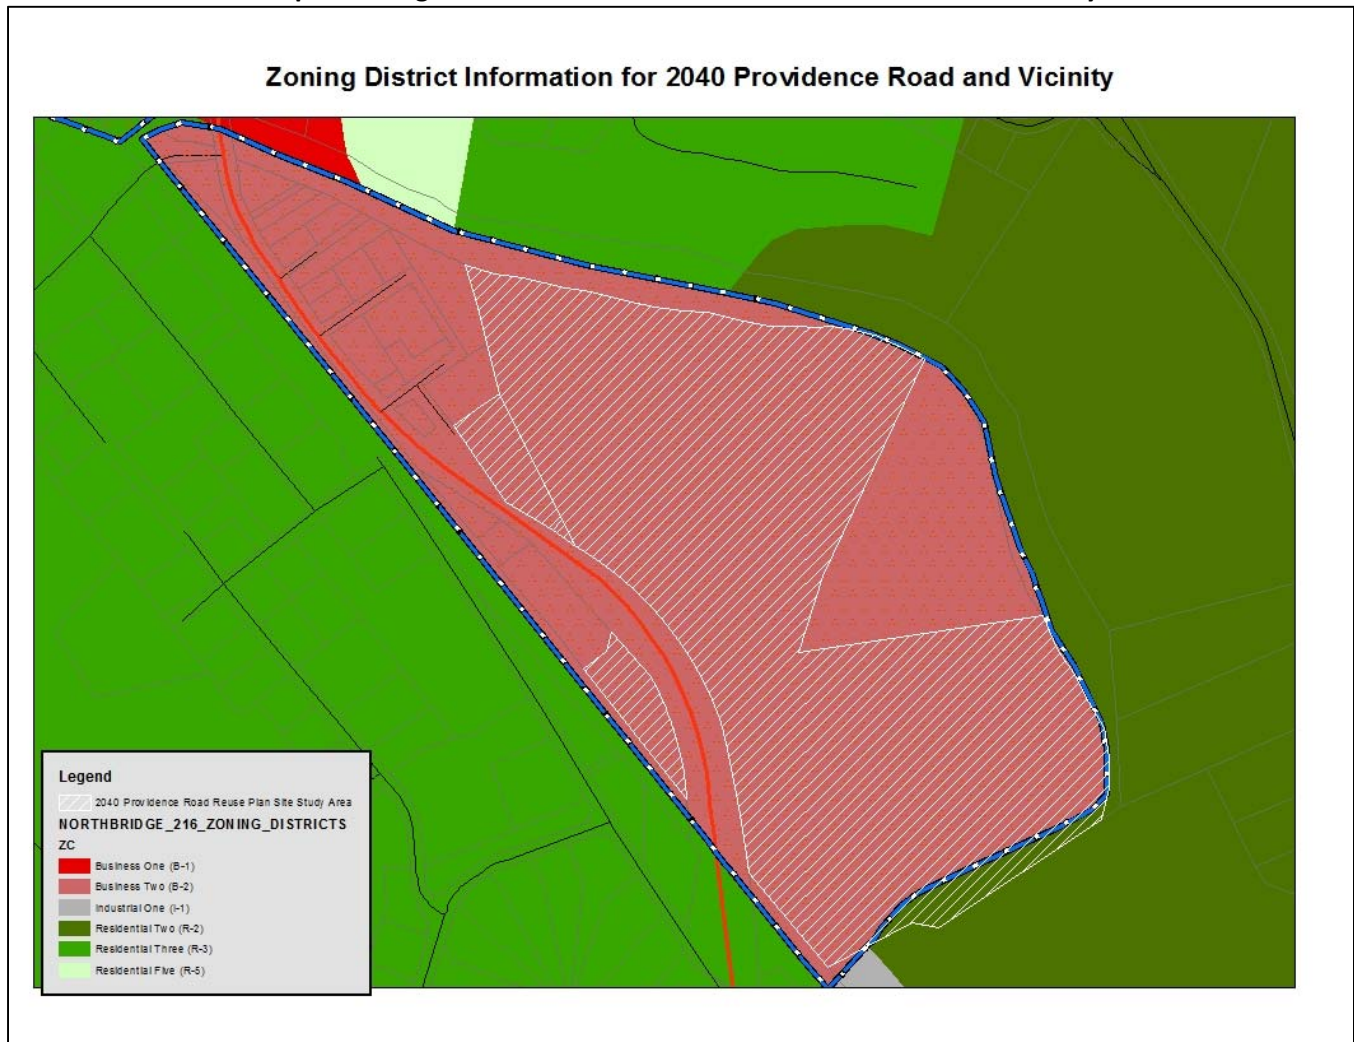 Zoning District Information for 2040 Providence Road and Vicinity
Legend
2040 Providence Road Reuse Plan Site Study Area
NORTHBRIDGE_216_ZONING_DISTRICTS
ZC
Business One (B-1)
Business Two (B-2)
Industrial One (I-1)
Residential Two (R-2)
Residential Three (R-3)
Residential Five (R-5)